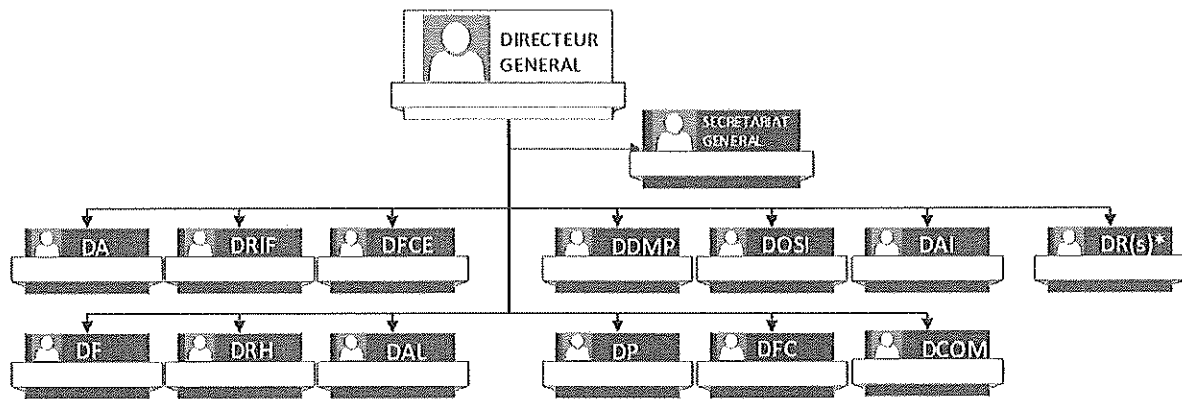 DIRECTEUR
GENERAL
SECRETARIAT
GENERAL
DA
DRIF
DFCE
DDMP
DOSI
DAI
DR(s)*
DF
DRH
DAL
DP
DFC
DCOM